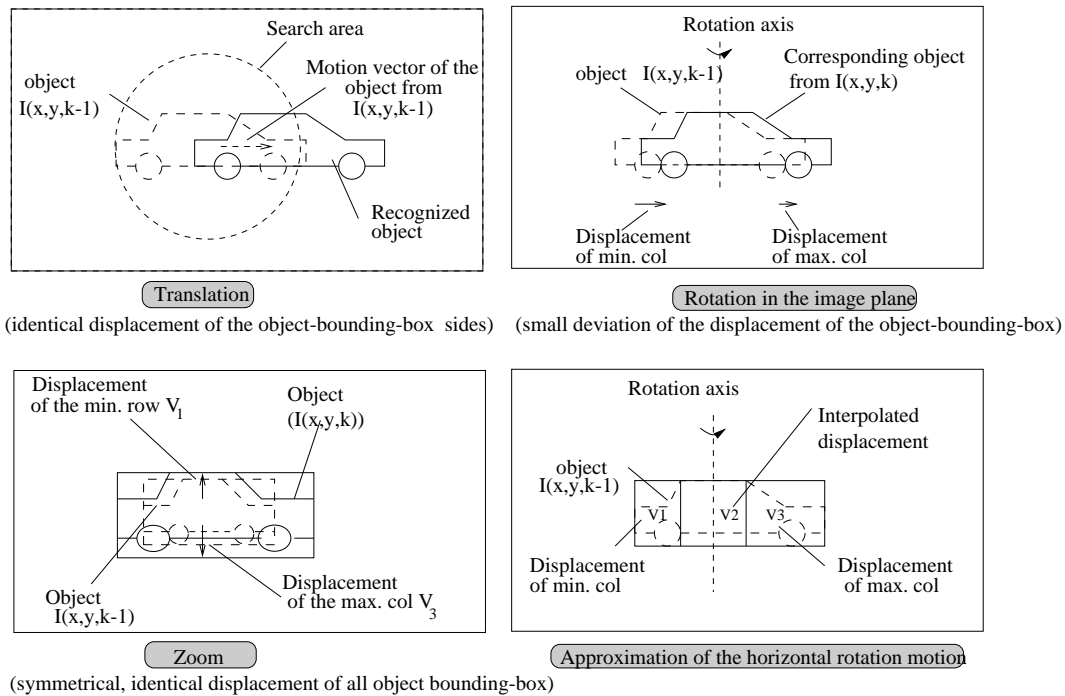 Search area
object
I(x,y,k-1)
Motion vector of the
object from
I(x,y,k-1)
Recognized
object
Translation
(identical displacement of the object-bounding-box sides)
Rotation axis
object
I(x,y,k-1)
Corresponding object
from I(x,y,k)
Displacement
of min. col
Displacement
of max. col
Rotation in the image plane
(small deviation of the displacement of the object-bounding-box)
Displacement
of the min. row V1
Object
(I(x,y,k))
Object
I(x,y,k-1)
Displacement
of the max. col V3
Zoom
(symmetrical, identical displacement of all object bounding-box)
Rotation axis
Interpolated
displacement
object
I(x,y,k-1)
V1
V2
V3
Displacement
of min. col
Displacement
of max. col
Approximation of the horizontal rotation motion